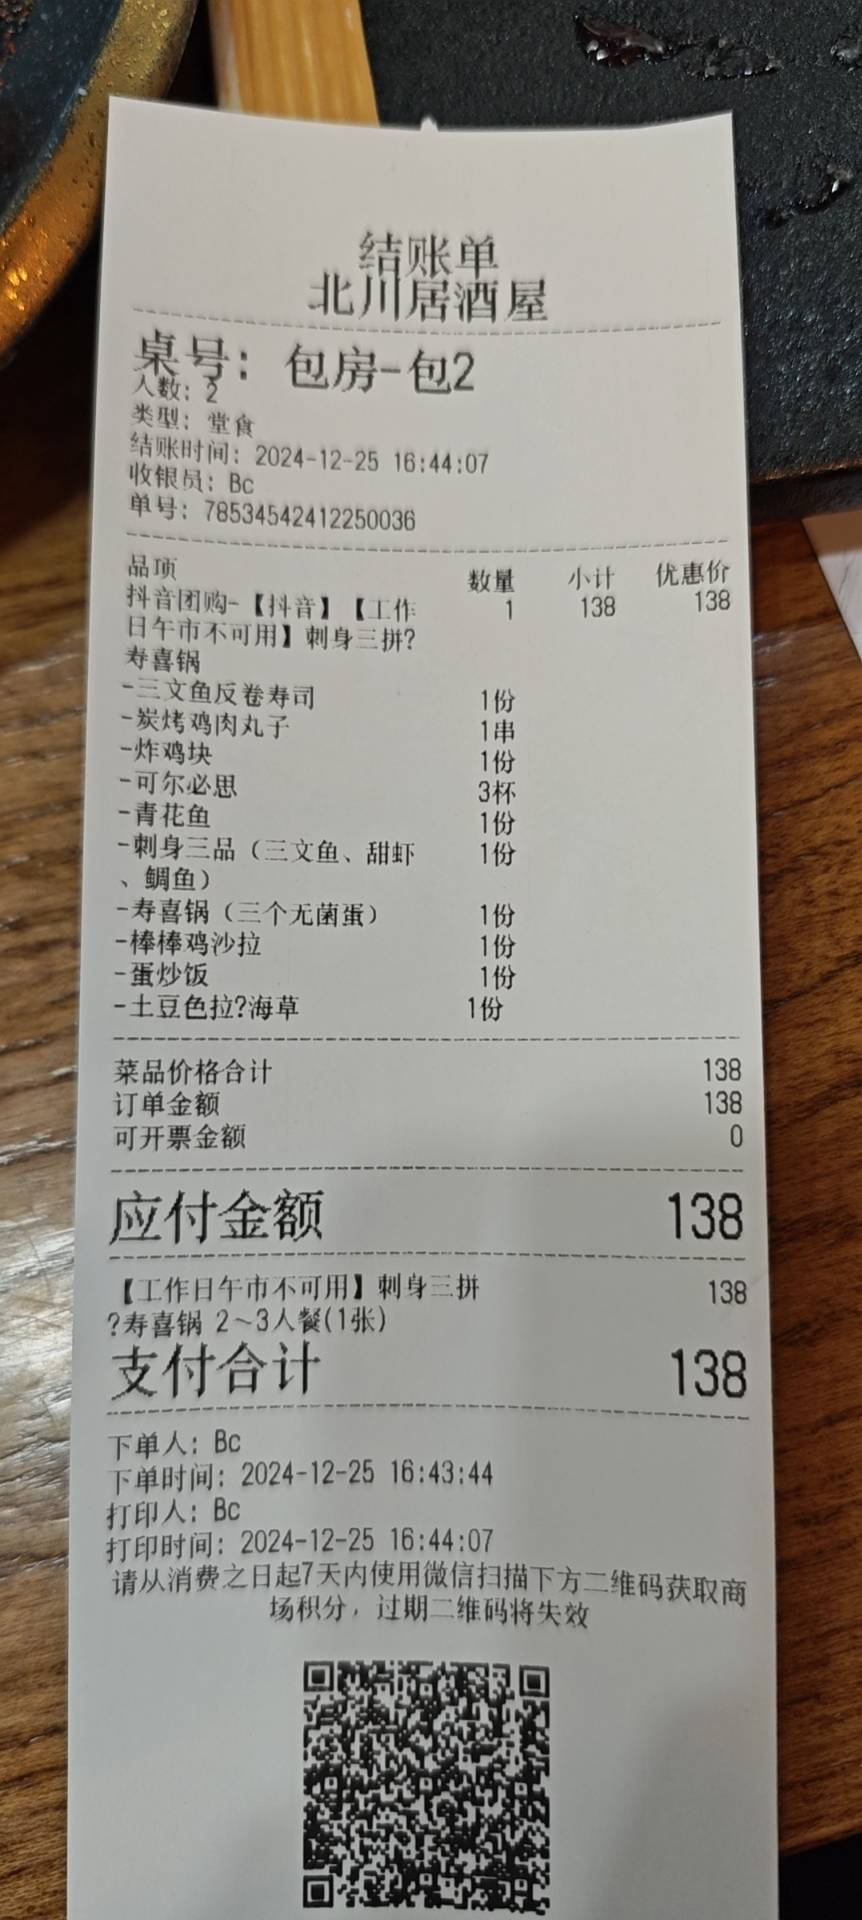 结账单
北川居酒屋
桌号: 包房-包2
人数: 2
类型: 堂食
结账时间: 2024-12-25 16:44:07
收银员: Bc
单号: 78534542412250036
品项 数量 小计 优惠价
抖音团购-【抖音】【工作 1 138 138
日午市不可用】刺身三拼?
寿喜锅
-三文鱼反卷寿司 1份
-炭烤鸡肉丸子 1串
-炸鸡块 1份
-可尔必思 3杯
-青花鱼 1份
-刺身三品（三文鱼、甜虾 1份
、鲷鱼）
-寿喜锅（三个无菌蛋） 1份
-棒棒鸡沙拉 1份
-蛋炒饭 1份
-土豆色拉?海草 1份
菜品价格合计 138
订单金额 138
可开票金额 0
应付金额 138
【工作日午市不可用】刺身三拼 138
?寿喜锅 2~3人餐(1张)
支付合计 138
下单人: Bc
下单时间: 2024-12-25 16:43:44
打印人: Bc
打印时间: 2024-12-25 16:44:07
请从消费之日起7天内使用微信扫描下方二维码获取商
场积分，过期二维码将失效